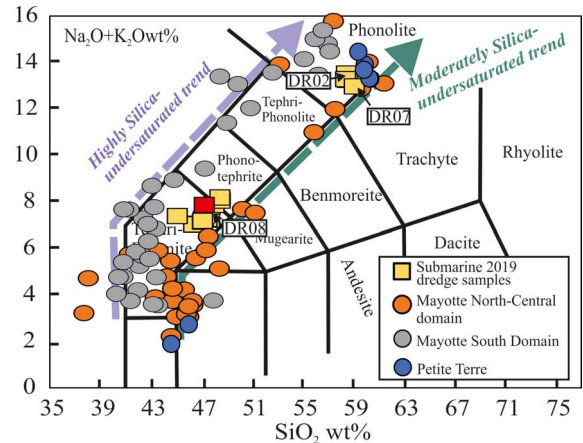 16
14
12
10
8
6
4
2
0
Na₂O+K₂Owt%
Phonolite
Highly Silica-
undersaturated trend
Moderately Silica-
undersaturated trend
DR02
DR07
Tephri-
Phonolite
Phono-
tephrite
Trachyte
Rhyolite
Benmoreite
DR08
Mugearite
Andesite
Dacite
Submarine 2019
dredge samples
Mayotte North-Central
domain
Mayotte South Domain
Petite Terre
35 39 43 47 51 55 59 63 67 71 75
SiO₂ wt%